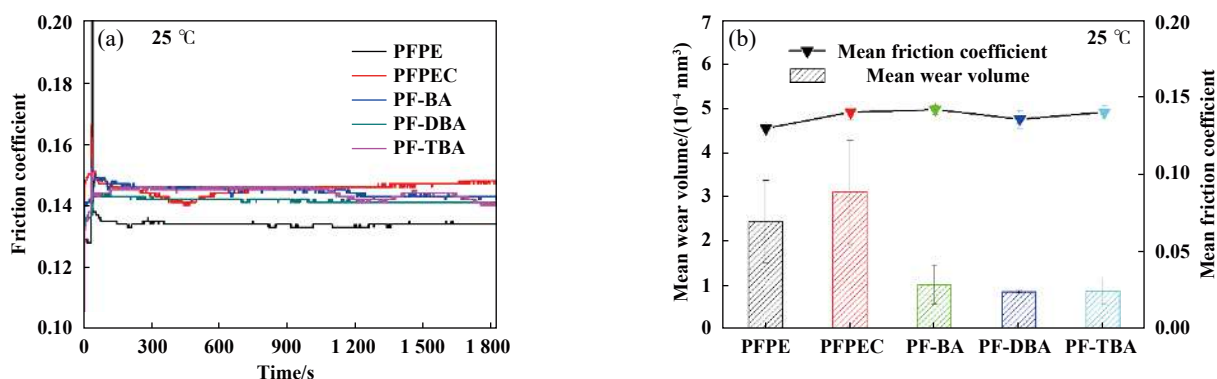 (a)
25 ℃
PFPE
PFPEC
PF-BA
PF-DBA
PF-TBA
Friction coefficient
0.20
0.18
0.16
0.14
0.12
0.10
0
300
600
900
1 200
1 500
1 800
Time/s
(b)
25 ℃
Mean friction coefficient
Mean wear volume
Mean wear volume/(10⁻⁴ mm³)
7
6
5
4
3
2
1
0
PFPE
PFPEC
PF-BA
PF-DBA
PF-TBA
0.20
0.15
0.10
0.05
0.00
Mean friction coefficient